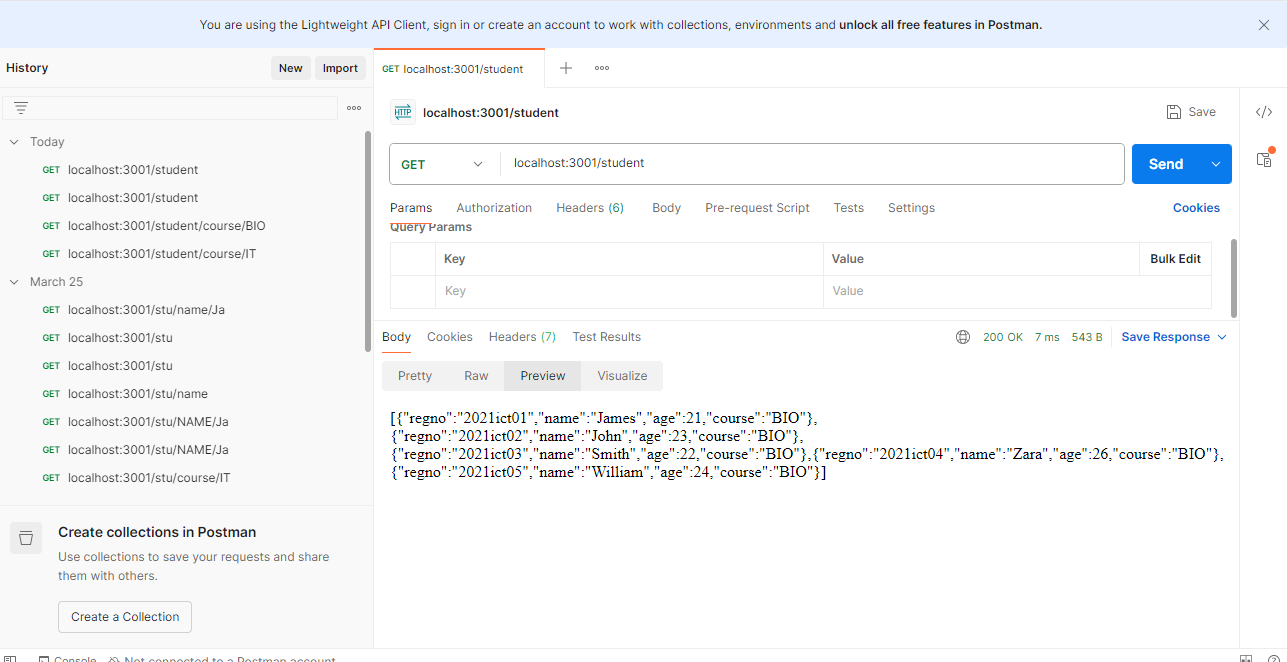 You are using the Lightweight API Client, sign in or create an account to work with collections, environments and unlock all free features in Postman.
History
New
Import
Today
GET localhost:3001/student
GET localhost:3001/student
GET localhost:3001/student/course/BIO
GET localhost:3001/student/course/IT
March 25
GET localhost:3001/stu/name/Ja
GET localhost:3001/stu
GET localhost:3001/stu
GET localhost:3001/stu/name
GET localhost:3001/stu/NAME/Ja
GET localhost:3001/stu/NAME/Ja
GET localhost:3001/stu/course/IT
Create collections in Postman
Use collections to save your requests and share
them with others.
Create a Collection
GET localhost:3001/student
HTTP localhost:3001/student
Save
GET localhost:3001/student
Send
Params Authorization Headers (6) Body Pre-request Script Tests Settings Cookies
Query Params
Key Value Bulk Edit
Key Value
Body Cookies Headers (7) Test Results 200 OK 7 ms 543 B Save Response
Pretty Raw Preview Visualize
[{"regno":"2021ict01","name":"James","age":21,"course":"BIO"},
{"regno":"2021ict02","name":"John","age":23,"course":"BIO"},
{"regno":"2021ict03","name":"Smith","age":22,"course":"BIO"},{"regno":"2021ict04","name":"Zara","age":26,"course":"BIO"},
{"regno":"2021ict05","name":"William","age":24,"course":"BIO"}]
Console Not connected to a Postman account